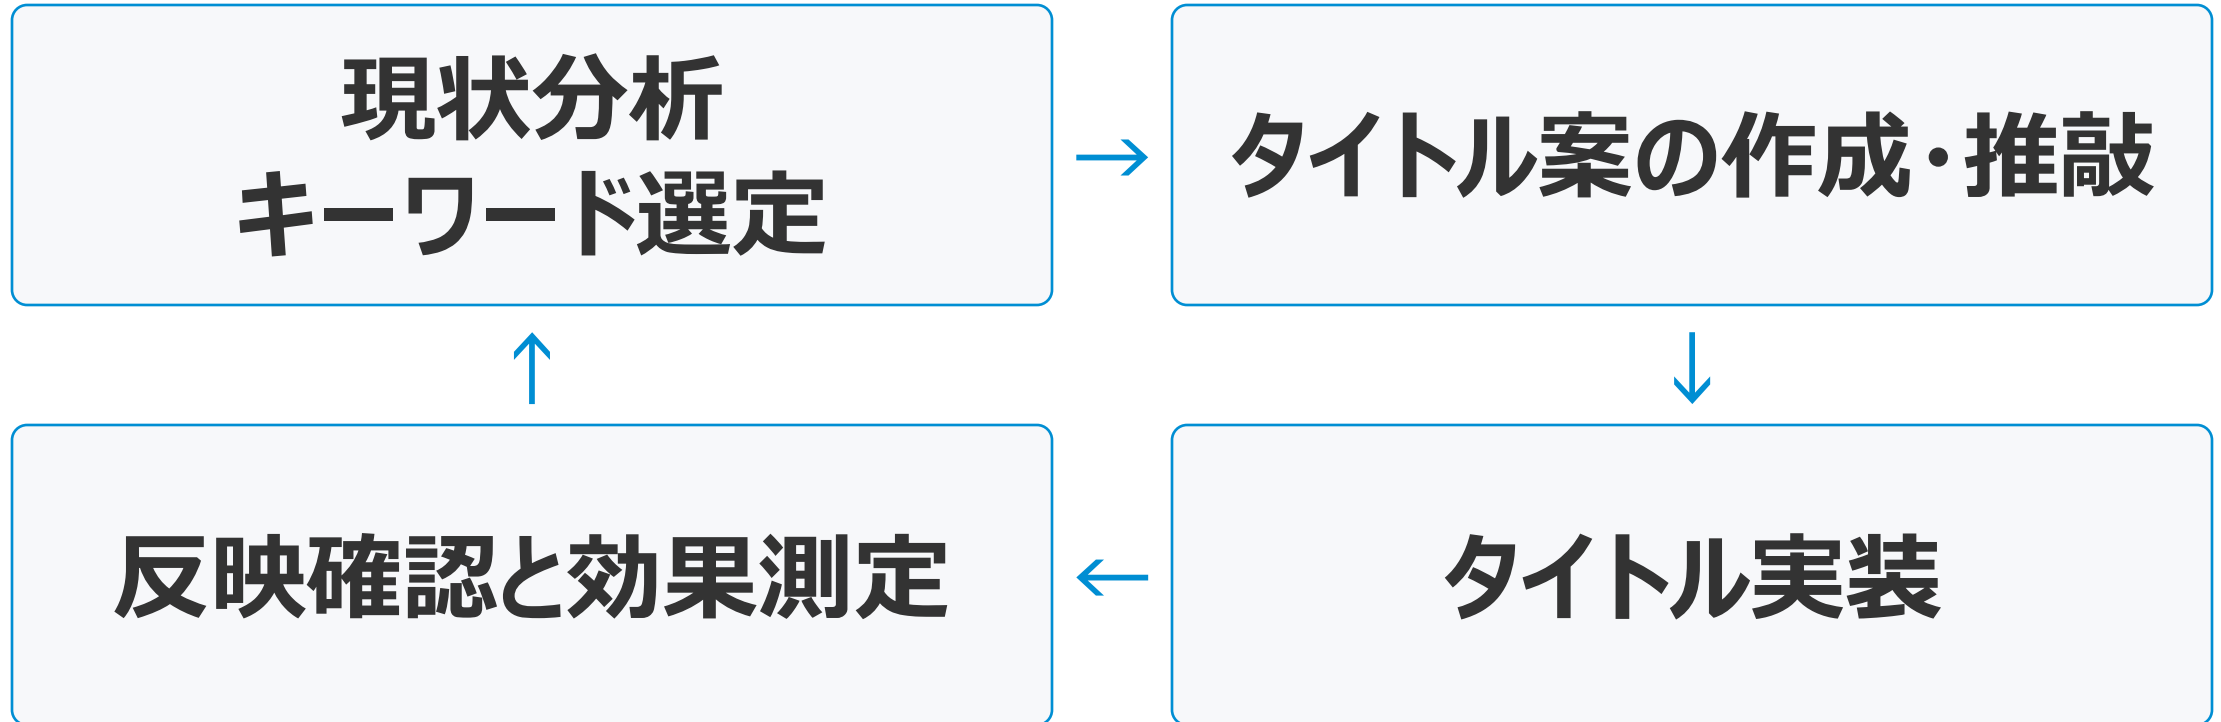 現状分析
キーワード選定
タイトル案の作成・推敲
反映確認と効果測定
タイトル実装